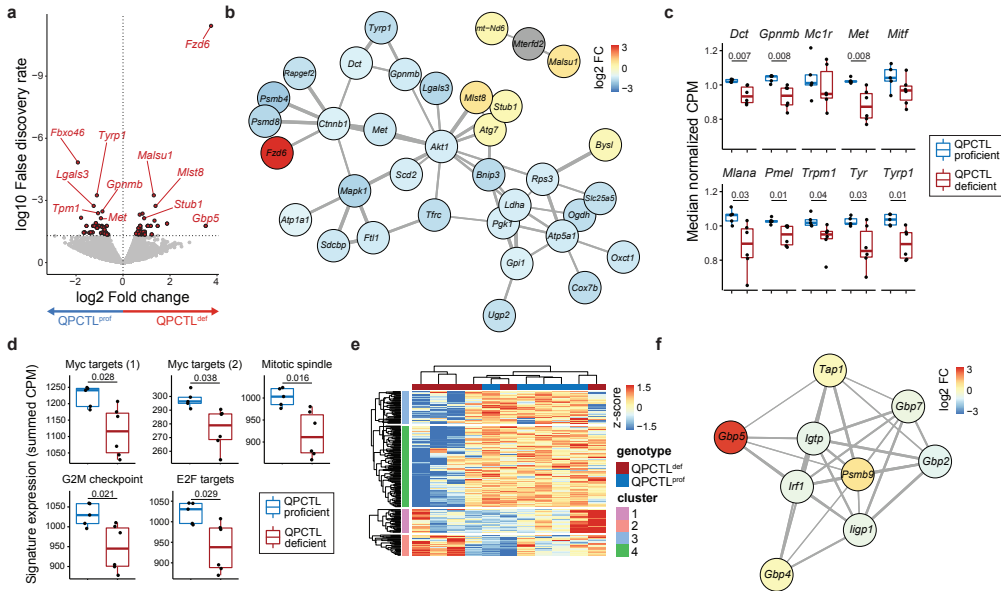 a
Fzd6
−9
−6
−3
0
log10 False discovery rate
Fbxo46
Tyrp1
Malsu1
Lgals3
Gpnmb
Mlst8
Tpm1
Met
Stub1
Gbp5
−2
0
2
4
log2 Fold change
QPCTLprof
QPCTLdef
b
Tyrp1
mt−Nd6
Mterfd2
Malsu1
log2 FC
3
0
−3
Rapgef2
Dct
Gpnmb
Psmb4
Lgals3
Mlst8
Stub1
Psmd8
Ctnnb1
Met
Atg7
Fzd6
Akt1
Bysl
Scd2
Bnip3
Rps3
Mapk1
Slc25a5
Ldha
Ogdh
Atp1a1
Tfrc
Pgk1
Atp5a1
Sdcbp
Ftl1
Gpi1
Oxct1
Cox7b
Ugp2
c
Dct
Gpnmb
Mc1r
Met
Mitf
0.007
0.008
0.008
1.2
1.0
0.8
Median normalized CPM
Mlana
Pmel
Trpm1
Tyr
Tyrp1
0.03
0.01
0.04
0.03
0.01
1.2
1.0
0.8
QPCTL
proficient
QPCTL
deficient
d
Signature expression (summed CPM)
Myc targets (1)
0.028
1250
1200
1150
1100
1050
Myc targets (2)
0.038
300
280
260
240
Mitotic spindle
0.016
1000
950
900
G2M checkpoint
0.021
1050
1000
950
900
E2F targets
0.029
1050
1000
950
900
QPCTL
proficient
QPCTL
deficient
e
1.5
0
−1.5
z-score
genotype
QPCTLdef
QPCTLprof
cluster
1
2
3
4
f
Tap1
log2 FC
3
0
−3
Gbp7
Gbp5
Igtp
Gbp2
Psmb9
Irf1
Iigp1
Gbp4